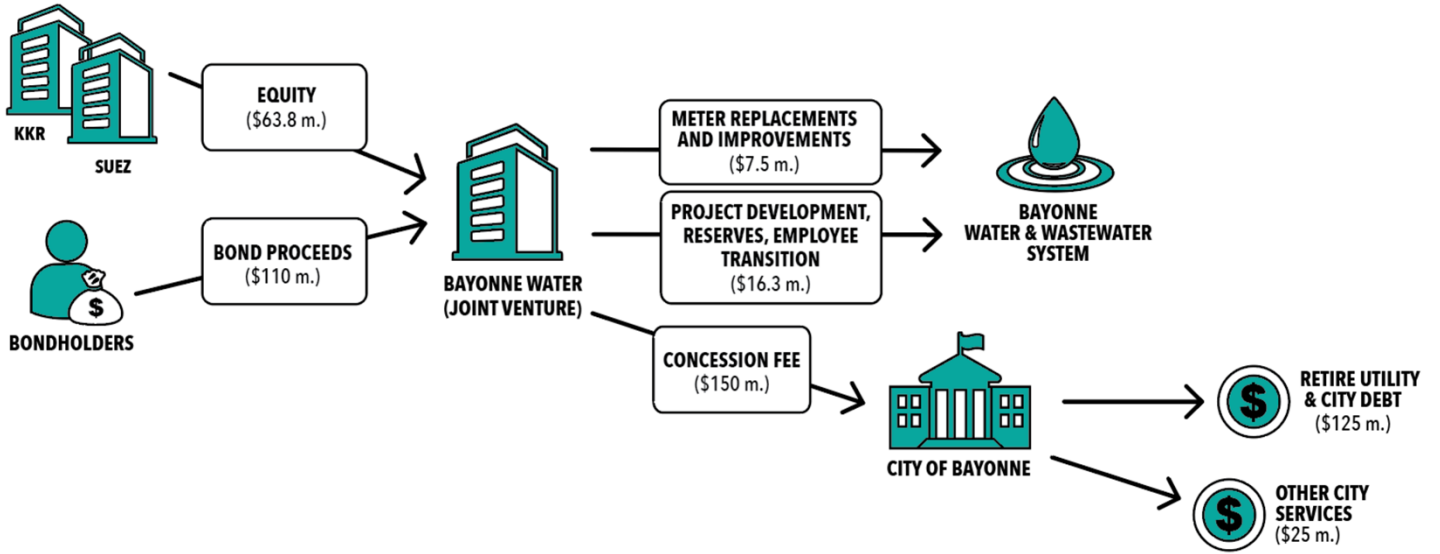 KKR
SUEZ
EQUITY
($63.8 m.)
BONDHOLDERS
$
BOND PROCEEDS
($110 m.)
BAYONNE WATER
(JOINT VENTURE)
METER REPLACEMENTS
AND IMPROVEMENTS
($7.5 m.)
PROJECT DEVELOPMENT,
RESERVES, EMPLOYEE
TRANSITION
($16.3 m.)
BAYONNE
WATER & WASTEWATER
SYSTEM
CONCESSION FEE
($150 m.)
CITY OF BAYONNE
$
RETIRE UTILITY
& CITY DEBT
($125 m.)
$
OTHER CITY
SERVICES
($25 m.)